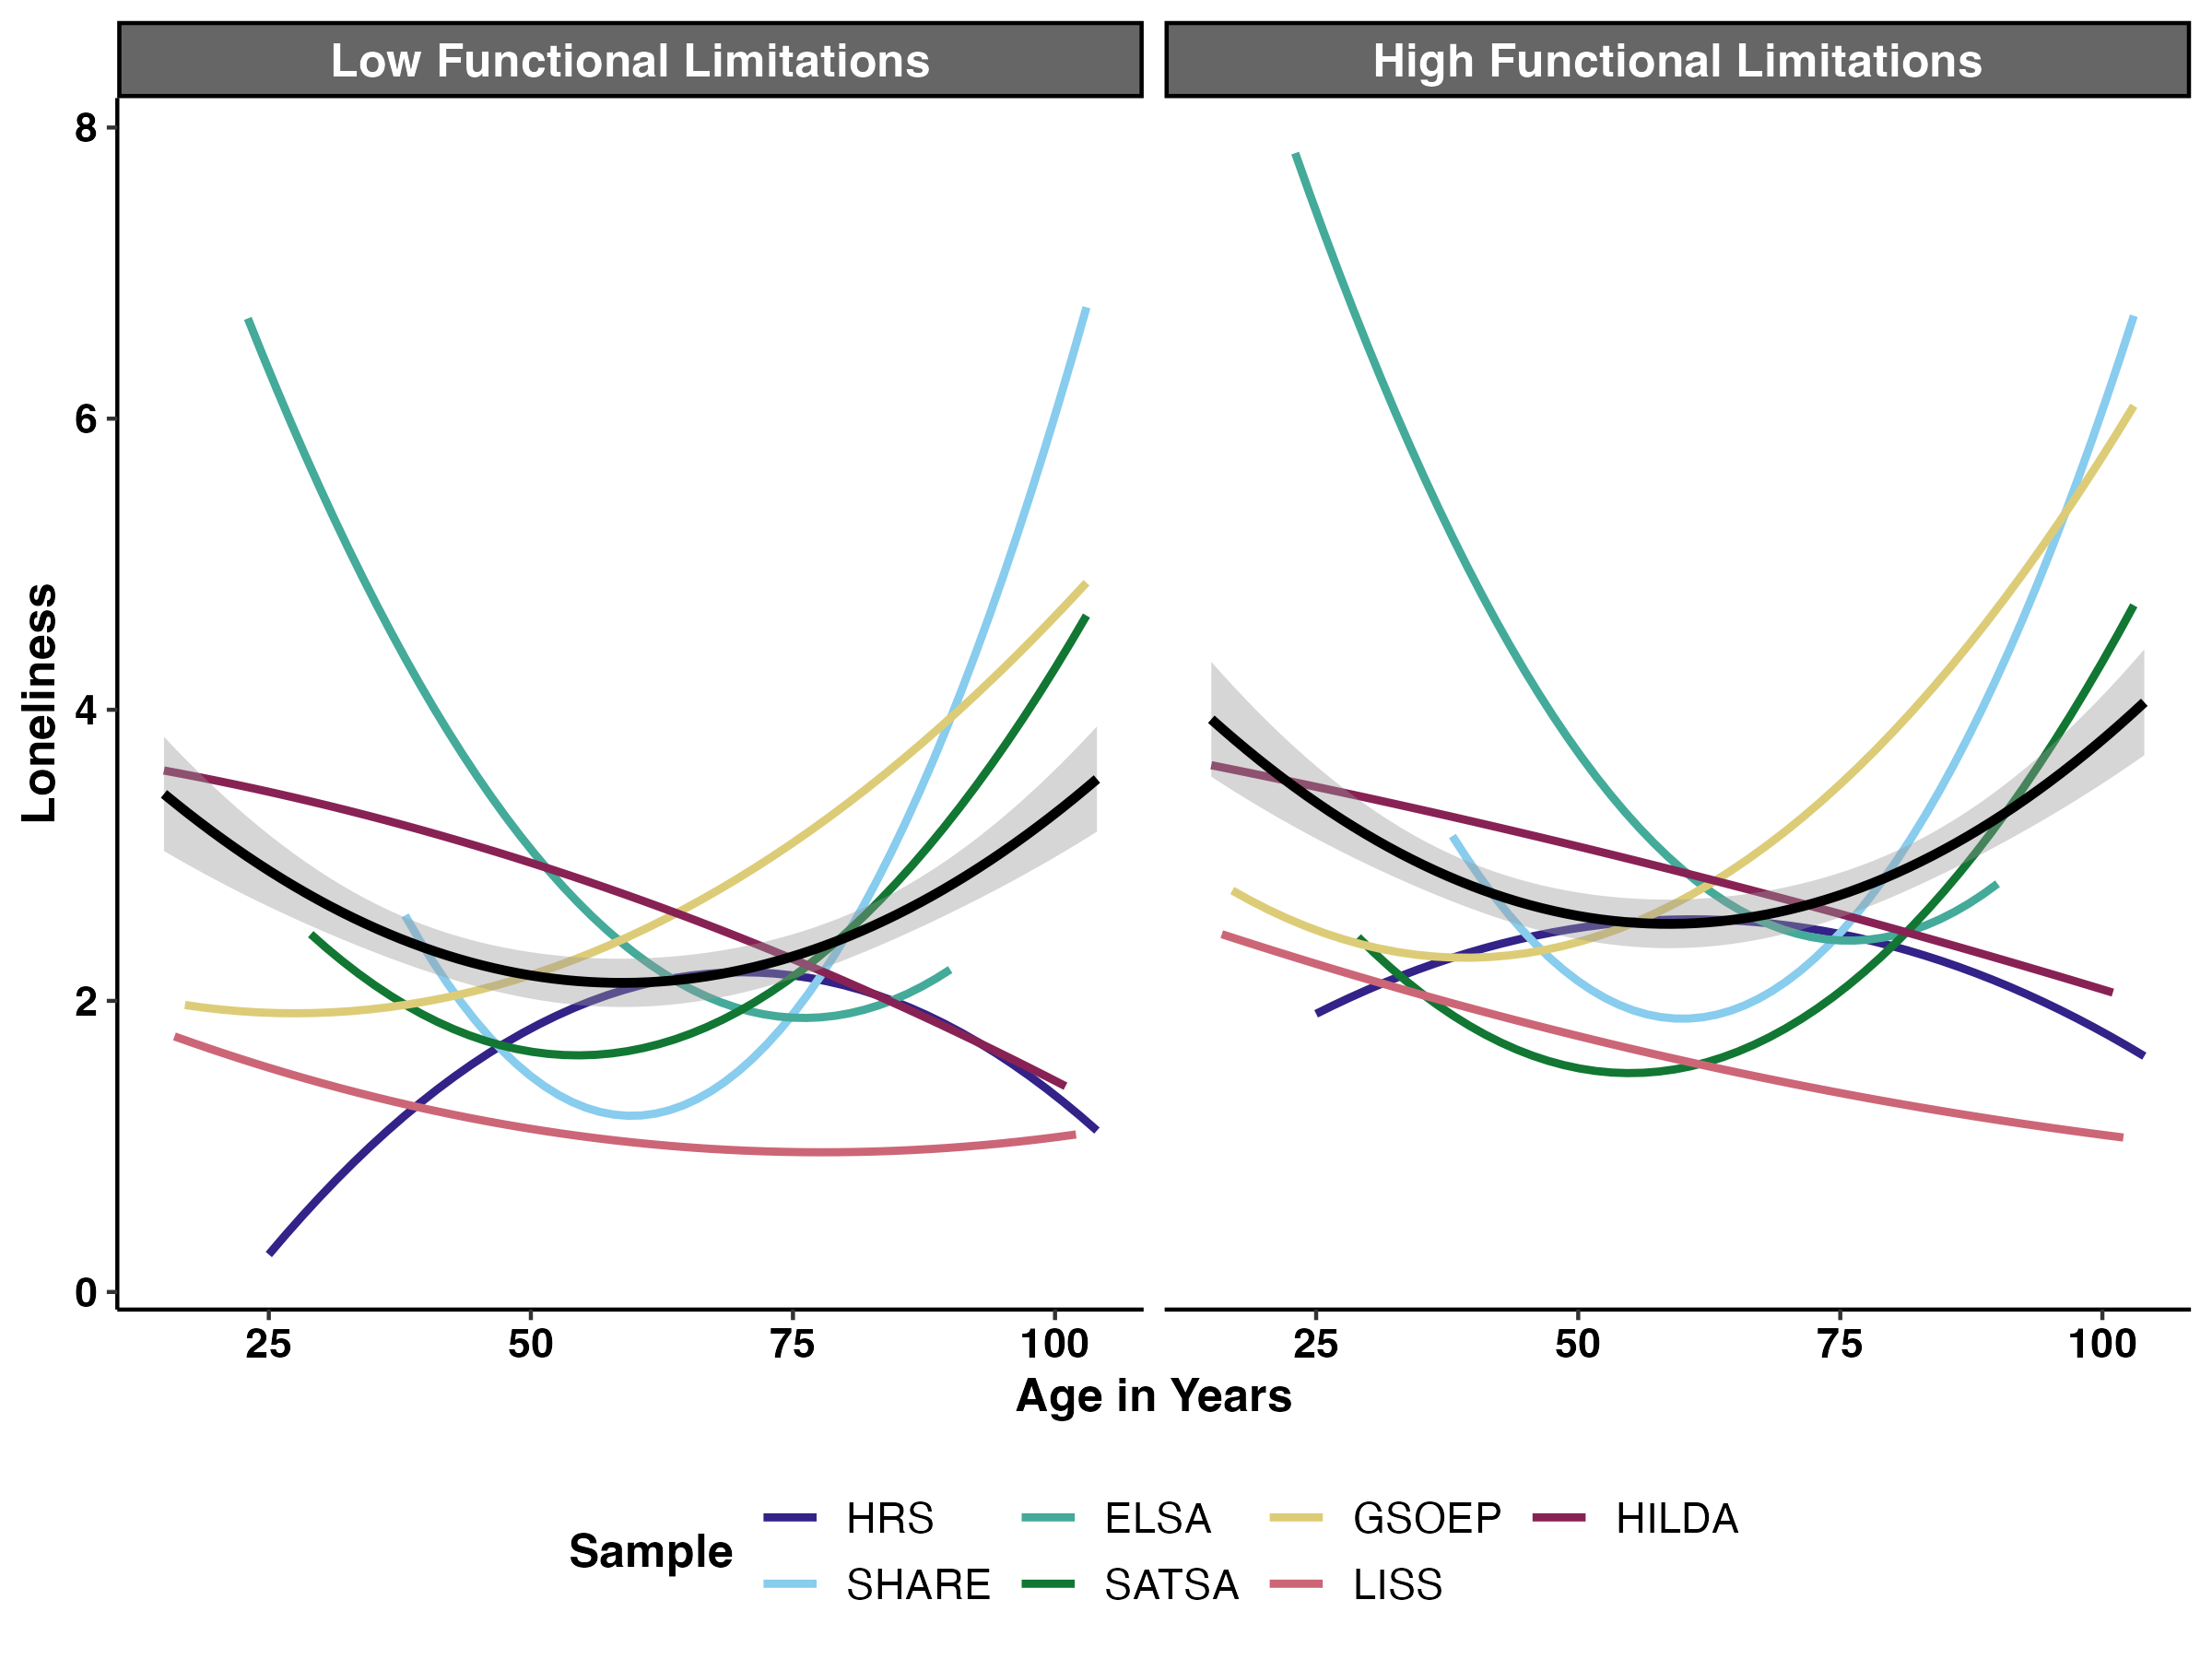 Low Functional Limitations High Functional Limitations
8
6
4
2
0
Loneliness
25 50 75 100 25 50 75 100
Age in Years
Sample
HRS ELSA GSOEP HILDA
SHARE SATSA LISS